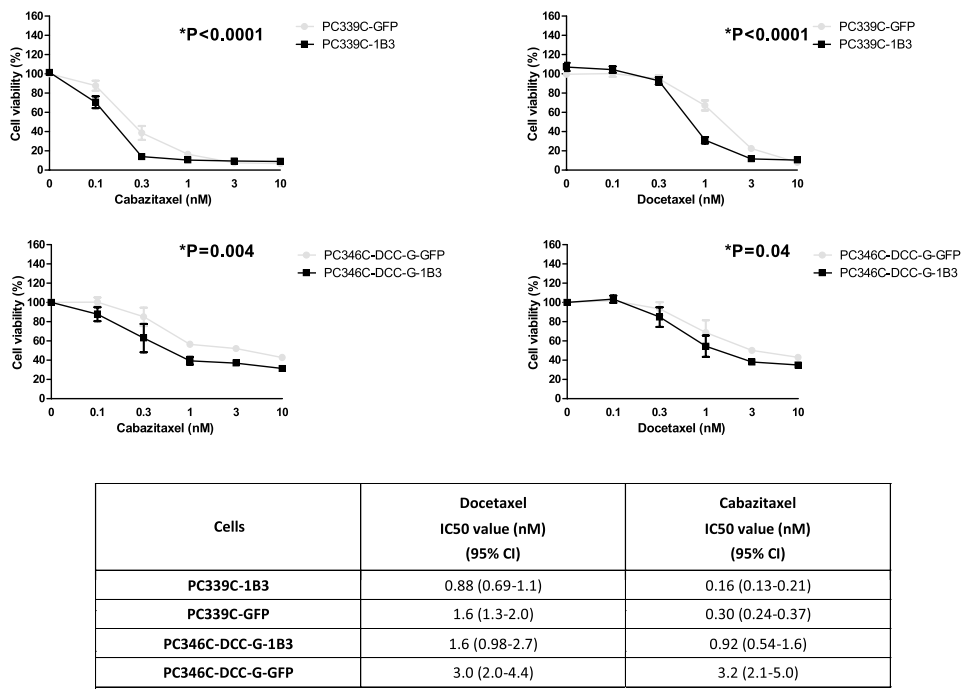 *P<0.0001
PC339C-GFP
PC339C-1B3
Cell viability (%)
160
140
120
100
80
60
40
20
0
0 0.1 0.3 1 3 10
Cabazitaxel (nM)
*P<0.0001
PC339C-GFP
PC339C-1B3
Cell viability (%)
160
140
120
100
80
60
40
20
0
0 0.1 0.3 1 3 10
Docetaxel (nM)
*P=0.004
PC346C-DCC-G-GFP
PC346C-DCC-G-1B3
Cell viability (%)
160
140
120
100
80
60
40
20
0
0 0.1 0.3 1 3 10
Cabazitaxel (nM)
*P=0.04
PC346C-DCC-G-GFP
PC346C-DCC-G-1B3
Cell viability (%)
160
140
120
100
80
60
40
20
0
0 0.1 0.3 1 3 10
Docetaxel (nM)
Cells
Docetaxel
IC50 value (nM)
(95% CI)
Cabazitaxel
IC50 value (nM)
(95% CI)
PC339C-1B3 0.88 (0.69-1.1) 0.16 (0.13-0.21)
PC339C-GFP 1.6 (1.3-2.0) 0.30 (0.24-0.37)
PC346C-DCC-G-1B3 1.6 (0.98-2.7) 0.92 (0.54-1.6)
PC346C-DCC-G-GFP 3.0 (2.0-4.4) 3.2 (2.1-5.0)